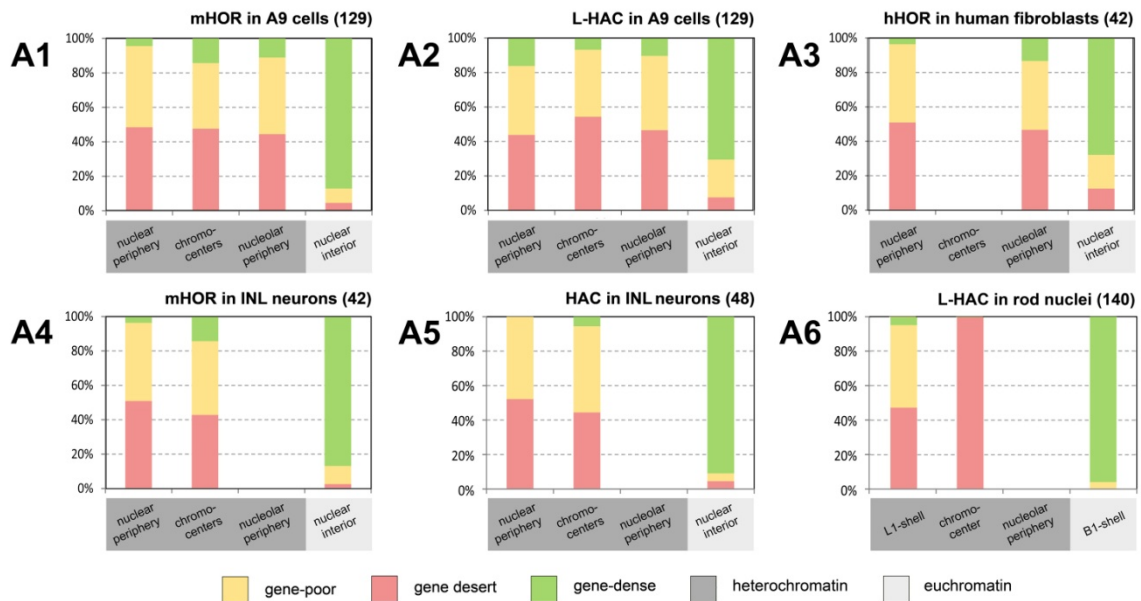 mHOR in A9 cells (129)
A1
100%
80%
60%
40%
20%
0%
nuclear periphery
chromo-centers
nucleolar periphery
nuclear interior
L-HAC in A9 cells (129)
A2
100%
80%
60%
40%
20%
0%
nuclear periphery
chromo-centers
nucleolar periphery
nuclear interior
hHOR in human fibroblasts (42)
A3
100%
80%
60%
40%
20%
0%
nuclear periphery
chromo-centers
nucleolar periphery
nuclear interior
mHOR in INL neurons (42)
A4
100%
80%
60%
40%
20%
0%
nuclear periphery
chromo-centers
nucleolar periphery
nuclear interior
HAC in INL neurons (48)
A5
100%
80%
60%
40%
20%
0%
nuclear periphery
chromo-centers
nucleolar periphery
nuclear interior
L-HAC in rod nuclei (140)
A6
100%
80%
60%
40%
20%
0%
L1-shell
chromo-center
nucleolar periphery
B1-shell
gene-poor
gene desert
gene-dense
heterochromatin
euchromatin